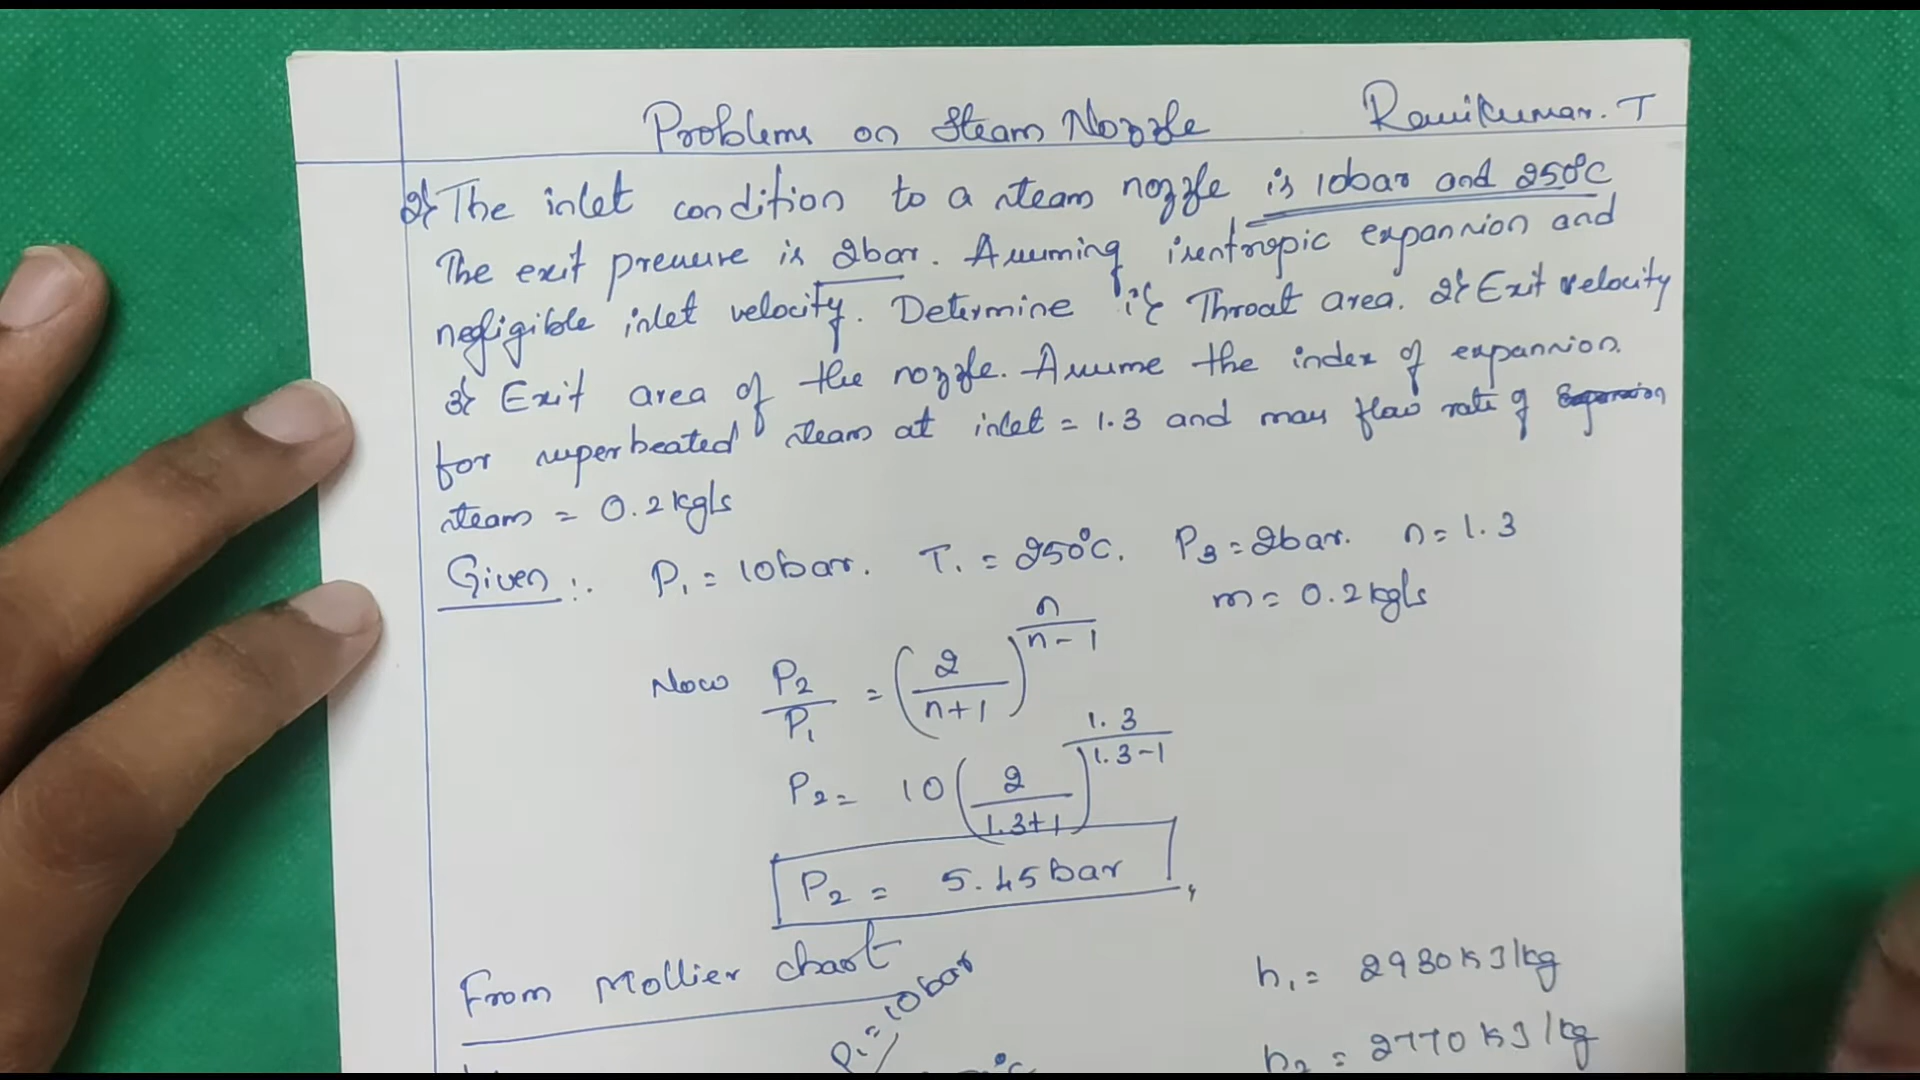 Problems on Steam Nozzle RaviKumar. T
2} The inlet condition to a steam nozzle is 10bar and 250°C
The exit pressure is 2bar. Assuming isentropic expansion and
negligible inlet velocity. Determine 1} Throat area. 2} Exit velocity
3} Exit area of the nozzle. Assume the index of expansion.
for superheated steam at inlet = 1.3 and mass flow rate of
steam = 0.2 kg/s
Given :- P1 = 10bar. T1 = 250°C. P3 = 2bar. n = 1.3
m = 0.2 kg/s
Now P2/P1 = (2/(n+1))^(n/(n-1))
P2 = 10 (2/(1.3+1))^(1.3/(1.3-1))
P2 = 5.45 bar
From Mollier chart
P1 = 10 bar
h1 = 2930 KJ/kg
h2 = 2770 KJ/kg